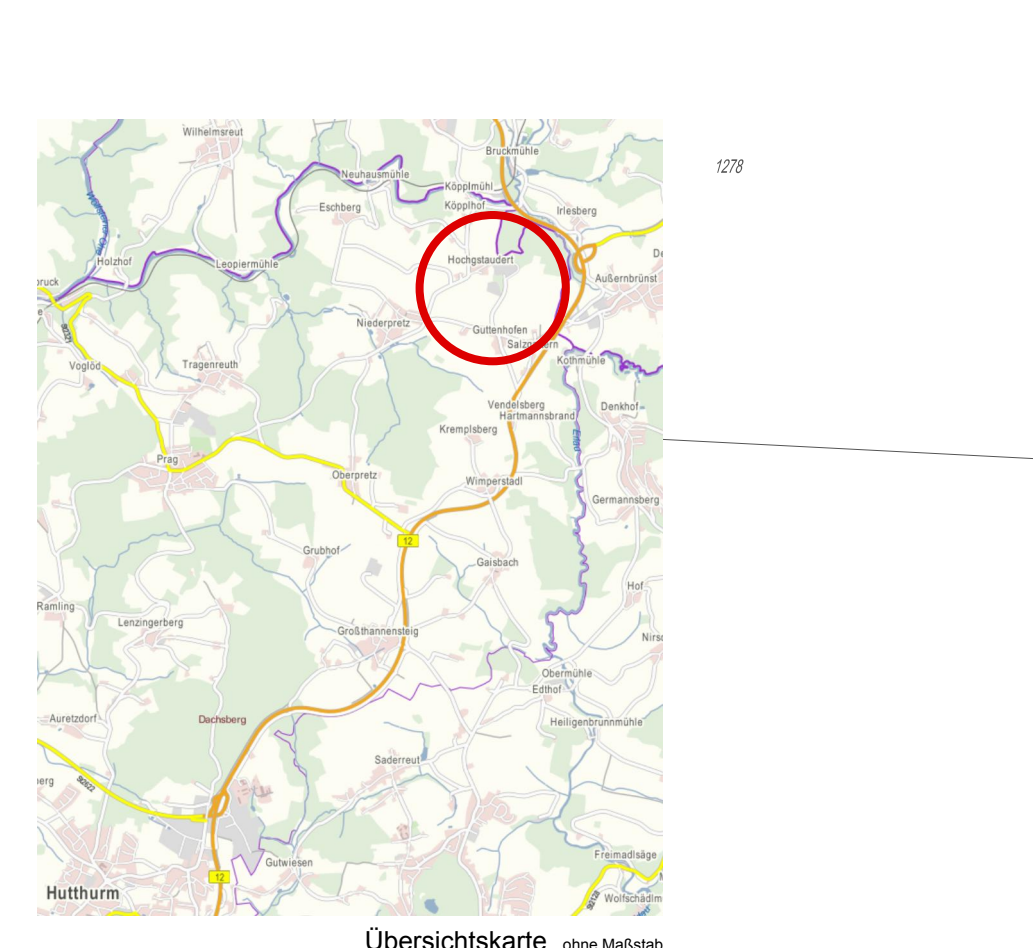 Wilhelmsreut
Bruckmühle
1278
Neuhausmühle
Köpplmühl
Eschberg
Köpplhof
Irlesberg
Holzhof
Leopiermühle
Hochgstaudert
Außernbrünst
Niederpretz
Guttenhofen
Voglöd
Tragenreuth
Kothmühle
Vendelsberg
Denkhof
Hartmannsbrand
Kremplsberg
Prag
Oberpretz
Wimperstadl
Germannsberg
12
Grubhof
Gaisbach
Hof
Ramling
Lenzingerberg
Großthannensteig
Obermühle
Edthof
Auretzdorf
Dachsberg
Heiligenbrunnmühle
Saderreut
Freimadlsäge
Gutwiesen
12
Hutthurm
Übersichtskarte ohne Maßstab